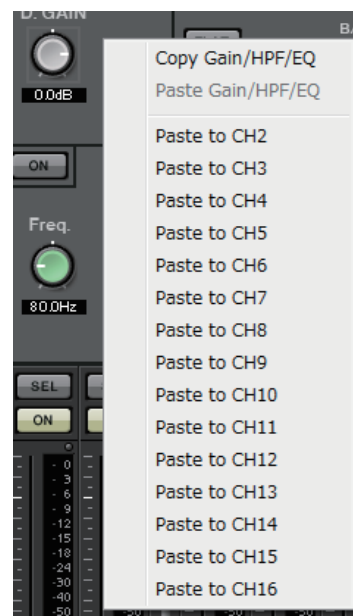 D. GAIN
0.0dB
ON
Freq.
80.0Hz
SEL
ON
0
3
6
9
-12
-15
-18
-24
-30
-40
-50
Copy Gain/HPF/EQ
Paste Gain/HPF/EQ
Paste to CH2
Paste to CH3
Paste to CH4
Paste to CH5
Paste to CH6
Paste to CH7
Paste to CH8
Paste to CH9
Paste to CH10
Paste to CH11
Paste to CH12
Paste to CH13
Paste to CH14
Paste to CH15
Paste to CH16